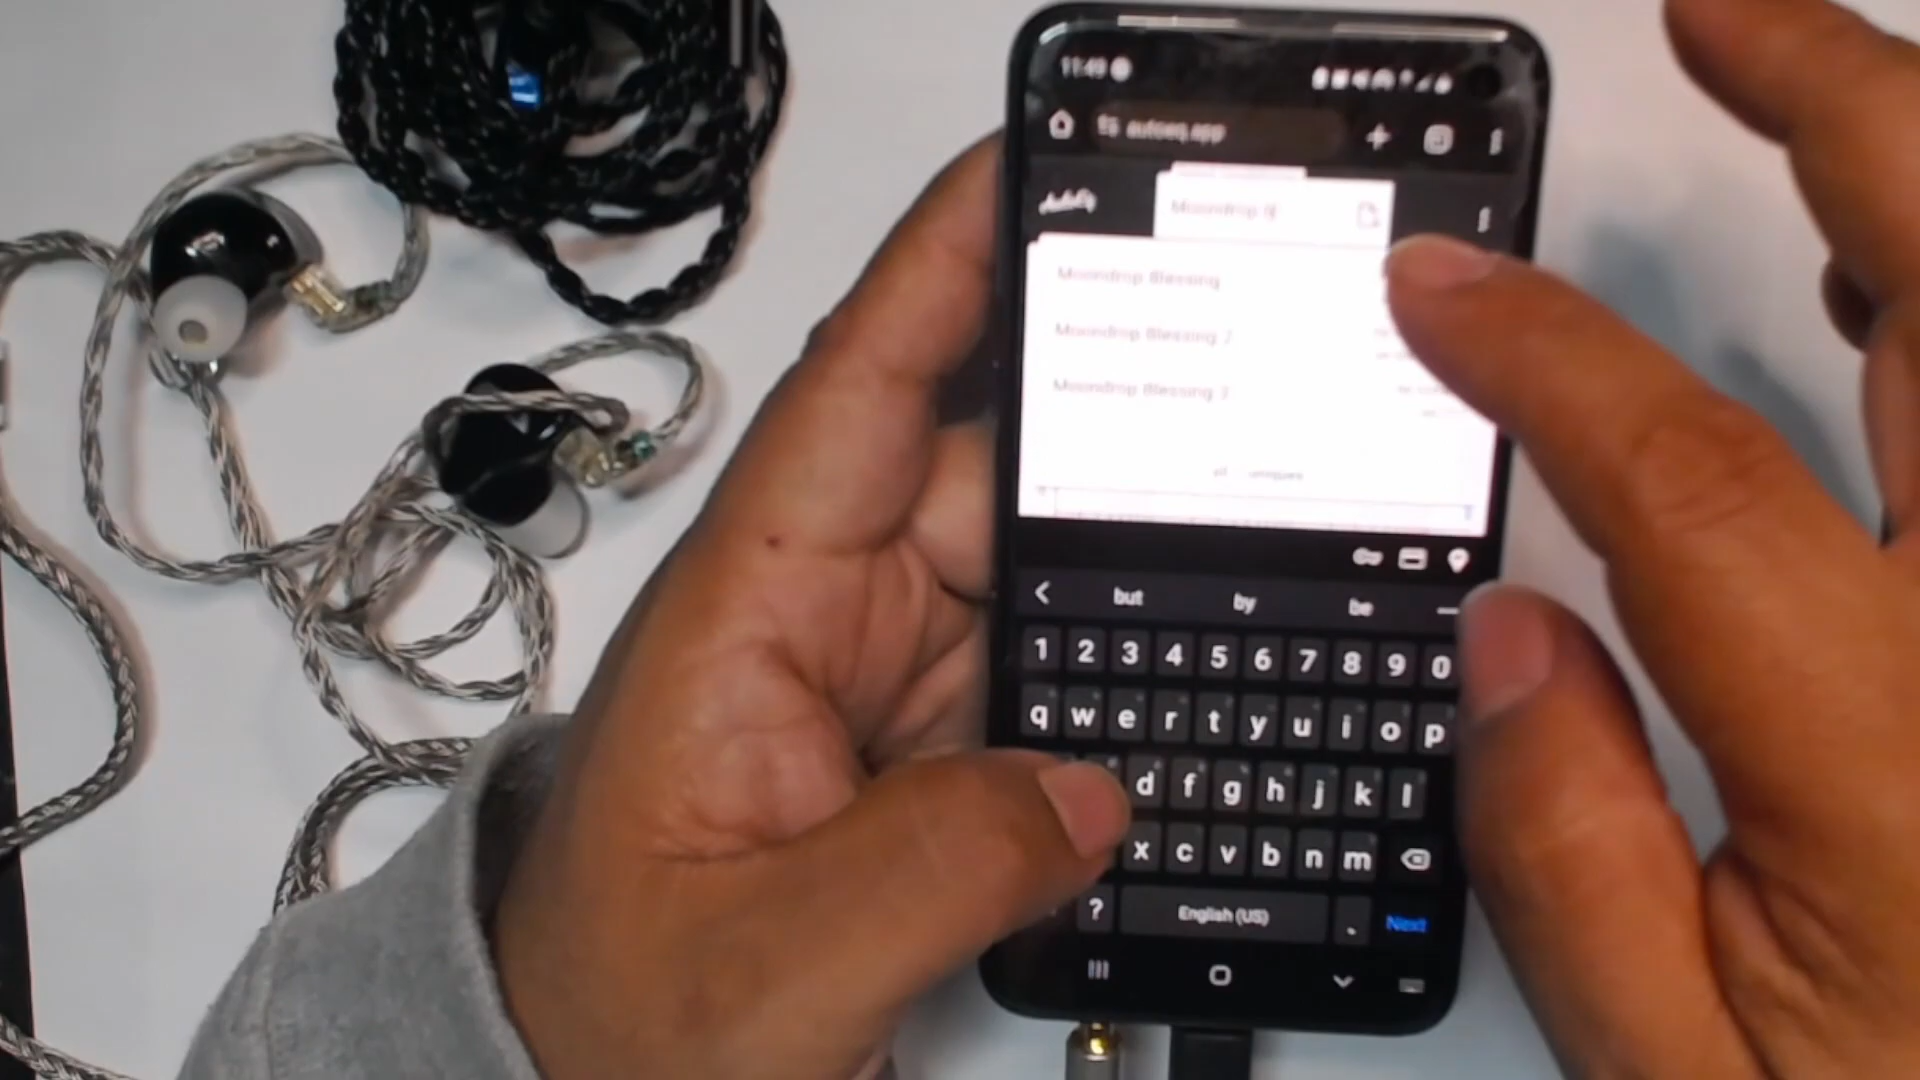 11:49
autoeq.app
AutoEq
Moondrop B
Moondrop Blessing
Moondrop Blessing 2
Moondrop Blessing 3
but by be
1 2 3 4 5 6 7 8 9 0
q w e r t y u i o p
d f g h j k l
x c v b n m
? English (US) . Next